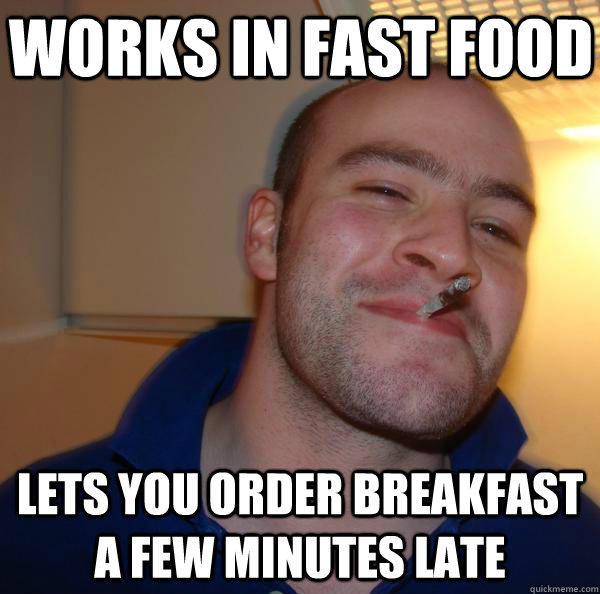 WORKS IN FAST FOOD
LETS YOU ORDER BREAKFAST
A FEW MINUTES LATE
quickmeme.com